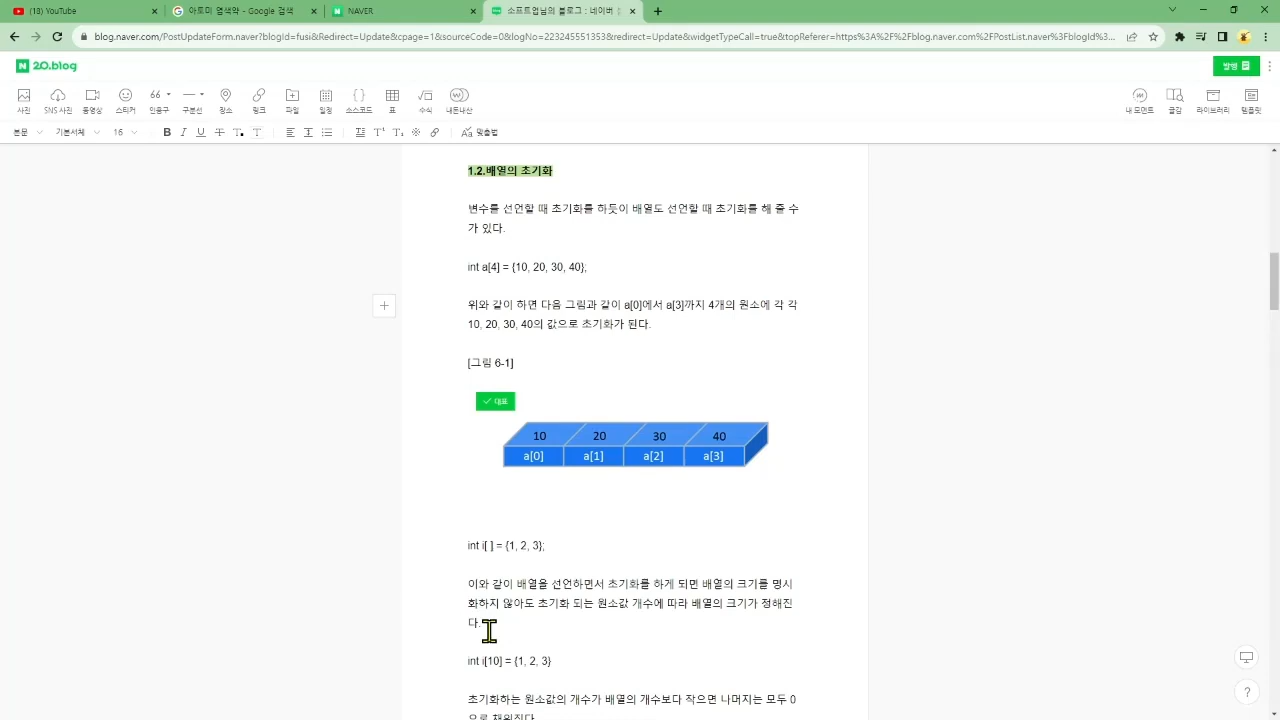 (18) YouTube
아토미 염색약 - Google 검색
NAVER
소프트업님의 블로그 : 네이버
blog.naver.com/PostUpdateForm.naver?blogId=fusi&Redirect=Update&cpage=1&sourceCode=0&logNo=223245551353&redirect=Update&widgetTypeCall=true&topReferer=https%3A%2F%2Fblog.naver.com%2FPostList.naver%3FblogId%3...
N 2.0.blog
발행
사진 SNS 사진 동영상 스티커 인용구 구분선 장소 링크 파일 일정 소스코드 표 수식 내돈내산
내 모먼트 글감 라이브러리 템플릿
본문 기본서체 16 맞춤법
1.2.배열의 초기화
변수를 선언할 때 초기화를 하듯이 배열도 선언할 때 초기화를 해 줄 수
가 있다.
int a[4] = {10, 20, 30, 40};
위와 같이 하면 다음 그림과 같이 a[0]에서 a[3]까지 4개의 원소에 각 각
10, 20, 30, 40의 값으로 초기화가 된다.
[그림 6-1]
대표
10 20 30 40
a[0] a[1] a[2] a[3]
int i[ ] = {1, 2, 3};
이와 같이 배열을 선언하면서 초기화를 하게 되면 배열의 크기를 명시
화하지 않아도 초기화 되는 원소값 개수에 따라 배열의 크기가 정해진
다.
int i[10] = {1, 2, 3}
초기화하는 원소값의 개수가 배열의 개수보다 작으면 나머지는 모두 0
으로 채워진다